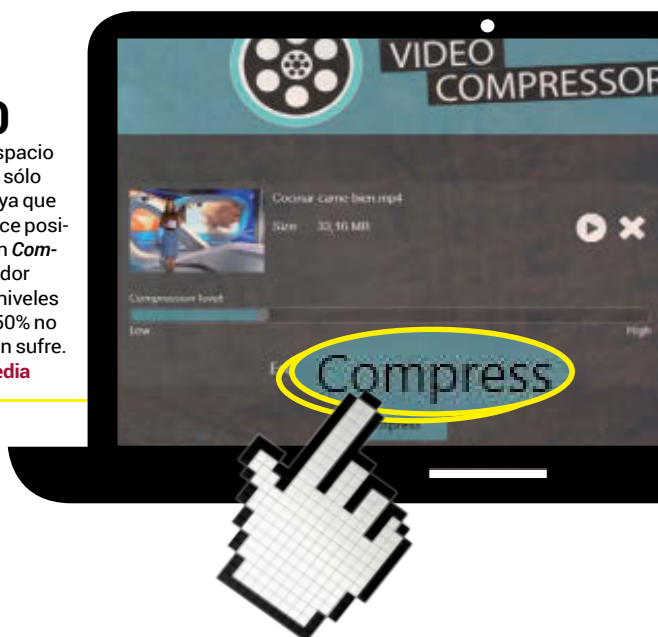 O
spacio
sólo
ya que
ce posi-
n Com-
dor
niveles
50% no
n sufre.
edia
VIDEO
COMPRESSOR
Cocinar carne bien.mp4
Size 33,16 MB
Compression level:
Low High
Compress
mpress